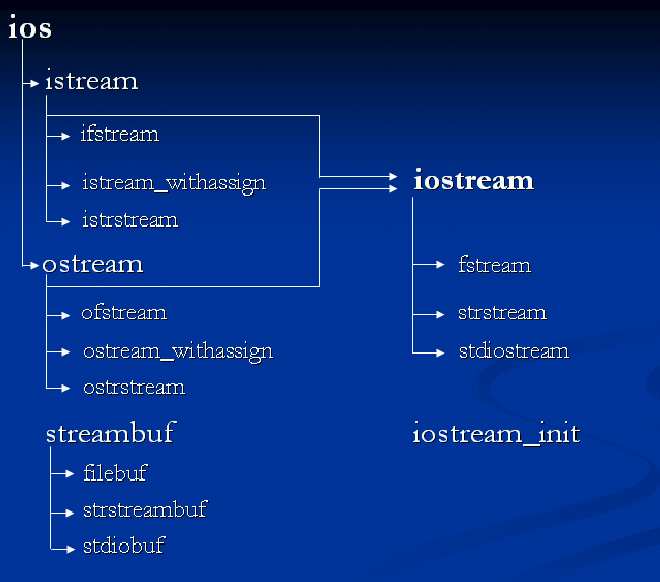 ios
istream
ifstream
istream_withassign
istrstream
ostream
ofstream
ostream_withassign
ostrstream
streambuf
filebuf
strstreambuf
stdiobuf
iostream
fstream
strstream
stdiostream
iostream_init